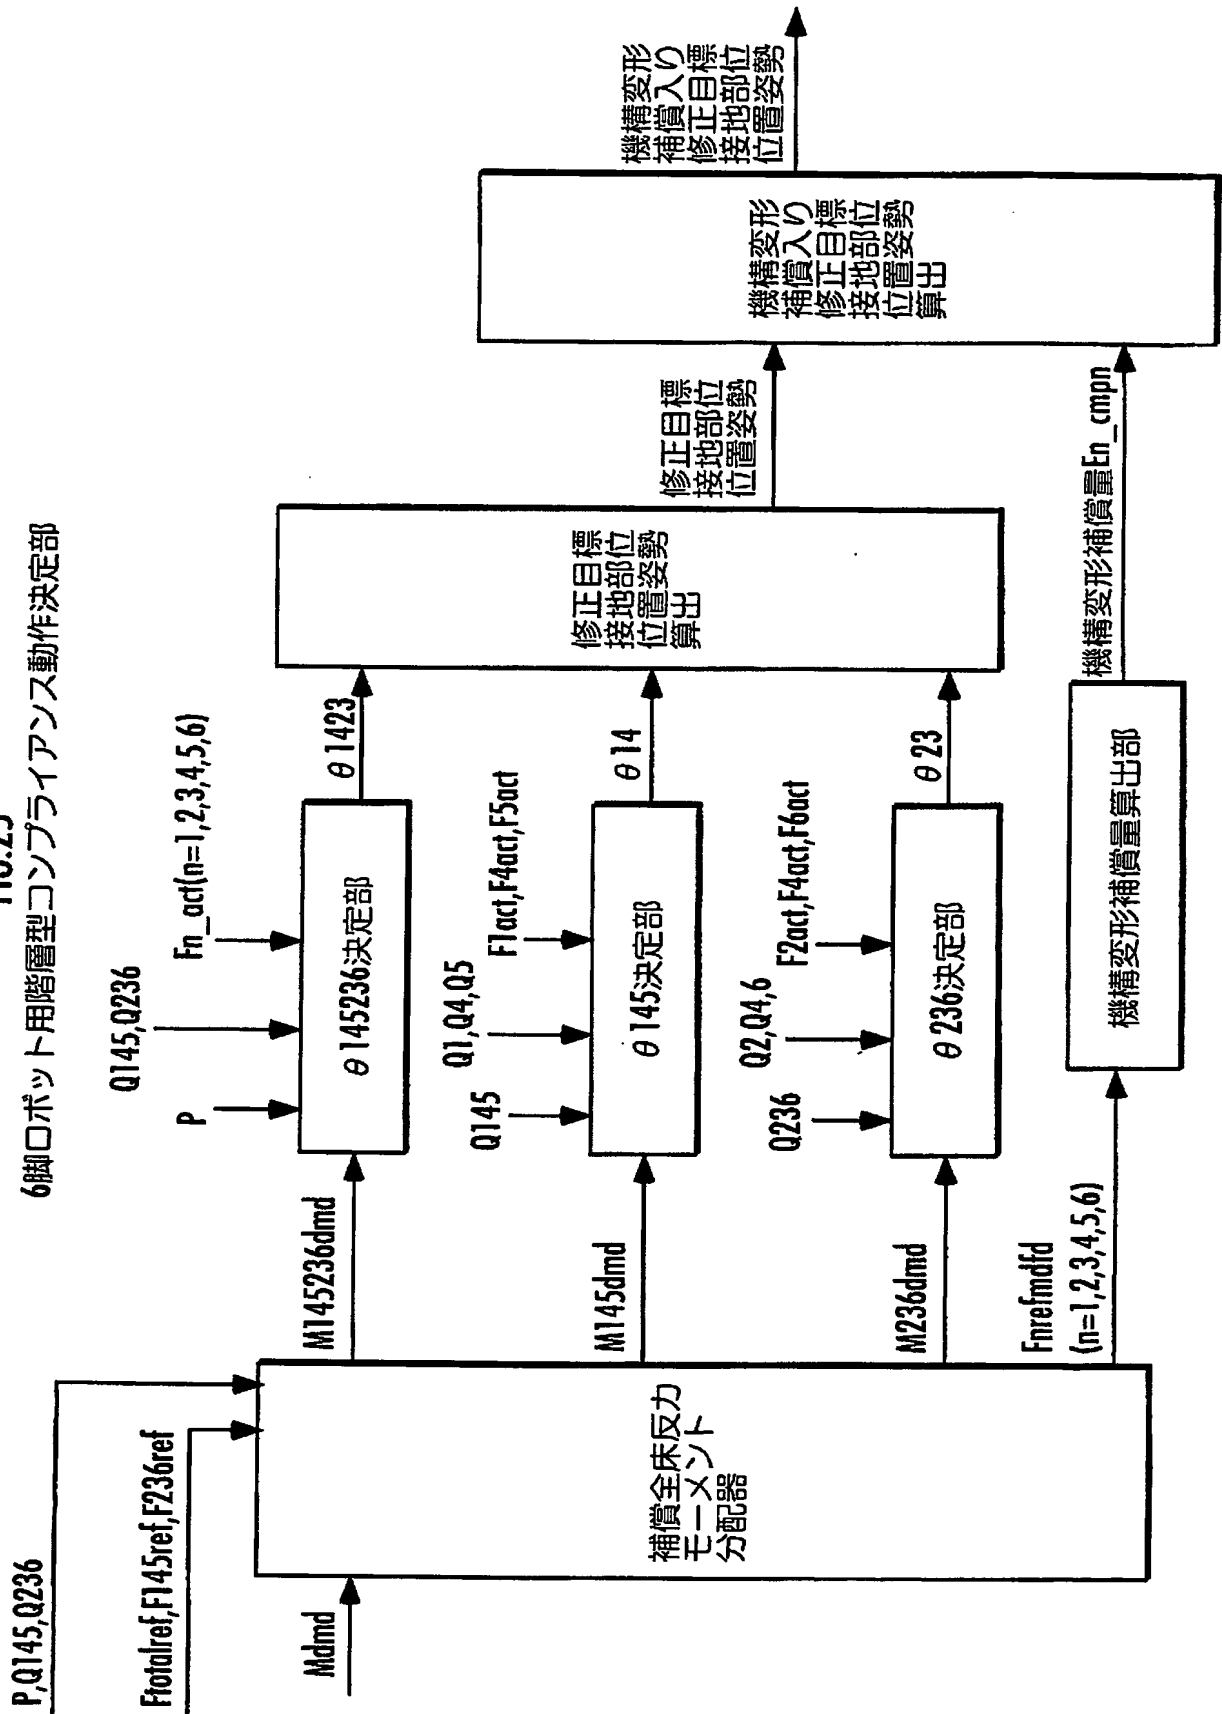 FIG.25
6脚ロボット用階層型コンプライアンス動作決定部
P,Q145,Q236
Ftotalref,F145ref,F236ref
Mdmd
補償全床反力
モーメント
分配器
M145236dmd
M145dmd
M236dmd
Fnrefmdfd
(n=1,2,3,4,5,6)
P
Q145,Q236
Fn_act(n=1,2,3,4,5,6)
θ145236決定部
θ1423
Q145
Q1,Q4,Q5
F1act,F4act,F5act
θ145決定部
θ14
Q236
Q2,Q4,6
F2act,F4act,F6act
θ236決定部
θ23
機構変形補償量算出部
機構変形補償量En_cmpn
修正目標
接地部位
位置姿勢
算出
修正目標
接地部位
位置姿勢
機構変形
補償入り
修正目標
接地部位
位置姿勢
算出
機構変形
補償入り
修正目標
接地部位
位置姿勢